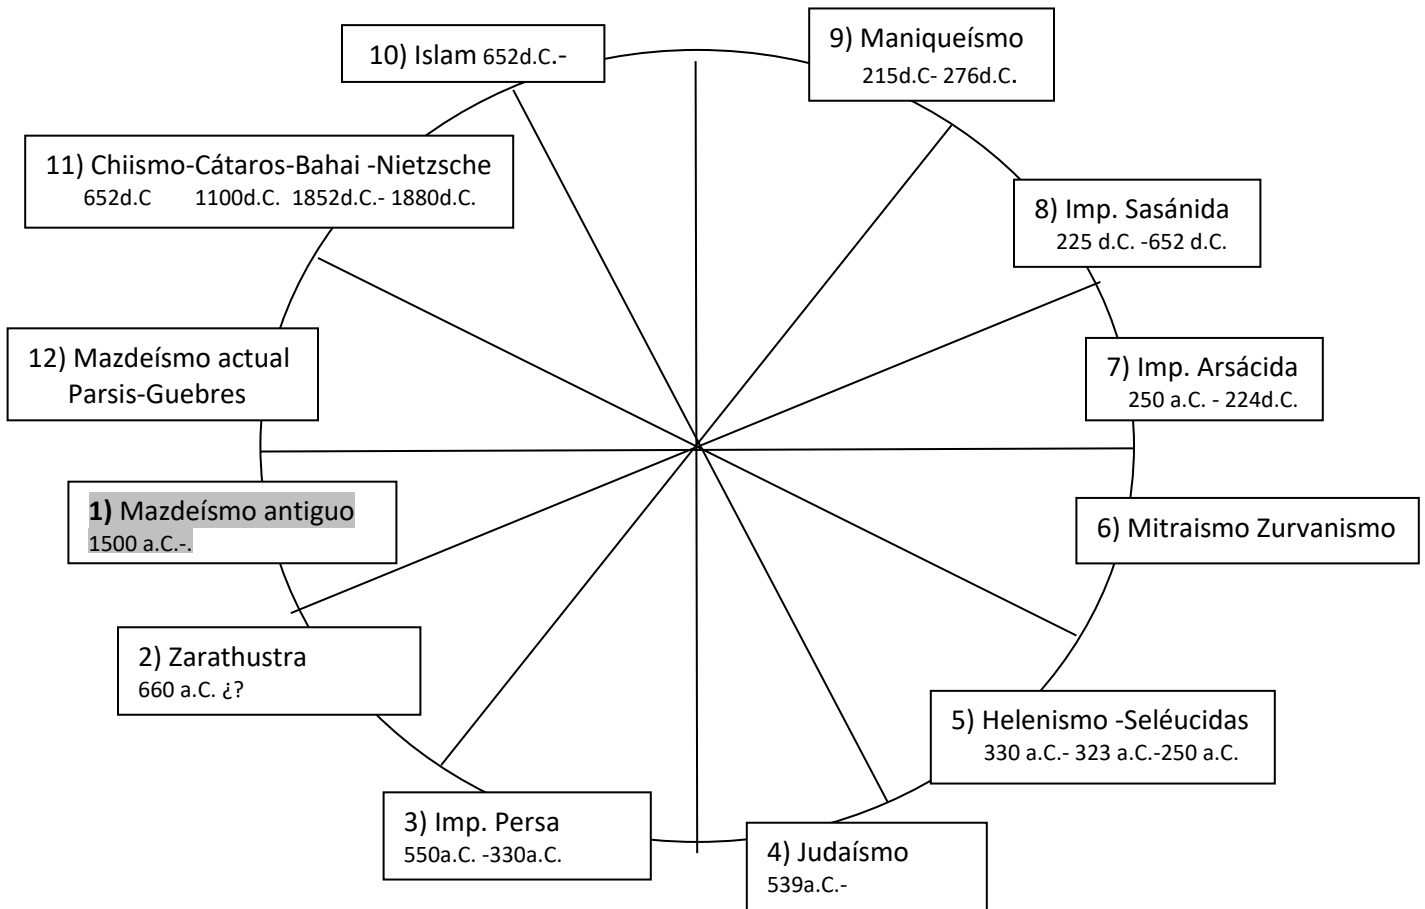 10) Islam 652d.C.-
9) Maniqueísmo
215d.C- 276d.C.
11) Chiismo-Cátaros-Bahai -Nietzsche
652d.C 1100d.C. 1852d.C.- 1880d.C.
8) Imp. Sasánida
225 d.C. -652 d.C.
12) Mazdeísmo actual
Parsis-Guebres
7) Imp. Arsácida
250 a.C. - 224d.C.
1) Mazdeísmo antiguo
1500 a.C.-.
6) Mitraismo Zurvanismo
2) Zarathustra
660 a.C. ¿?
5) Helenismo -Seléucidas
330 a.C.- 323 a.C.-250 a.C.
3) Imp. Persa
550a.C. -330a.C.
4) Judaísmo
539a.C.-